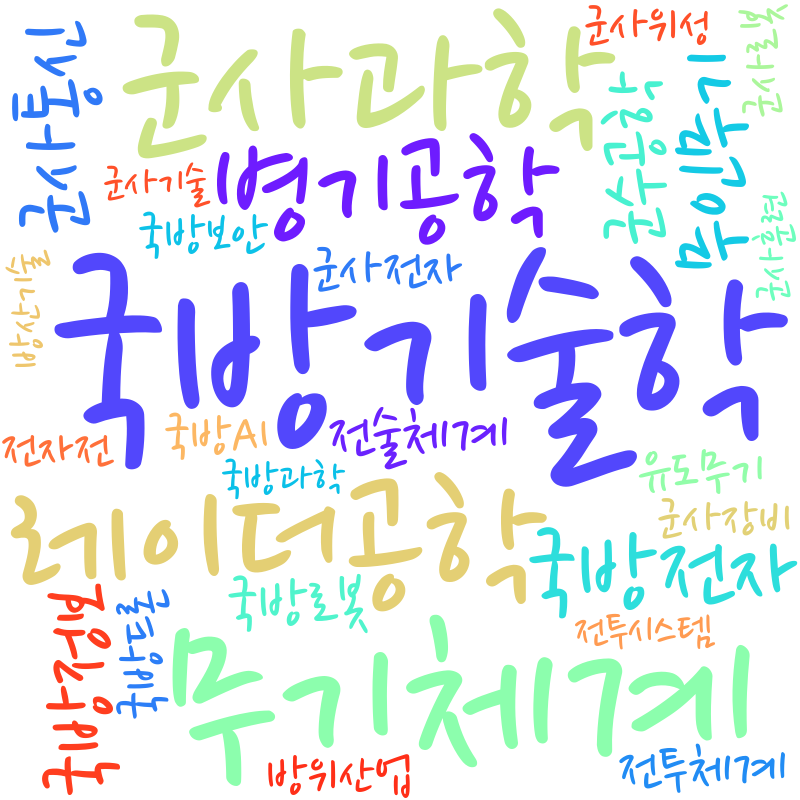 군사위성
군사로봇
군사통신
군사과학
군수공학
무인무기
병기공학
군사기술
국방보안
군사훈련
군사전자
방산기술
국방기술학
국방AI
전술체계
전자전
국방과학
유도무기
레이더공학
군사장비
국방전자
국방로봇
국방경제학
국방드론
전투시스템
무기체계
방위산업
전투체계